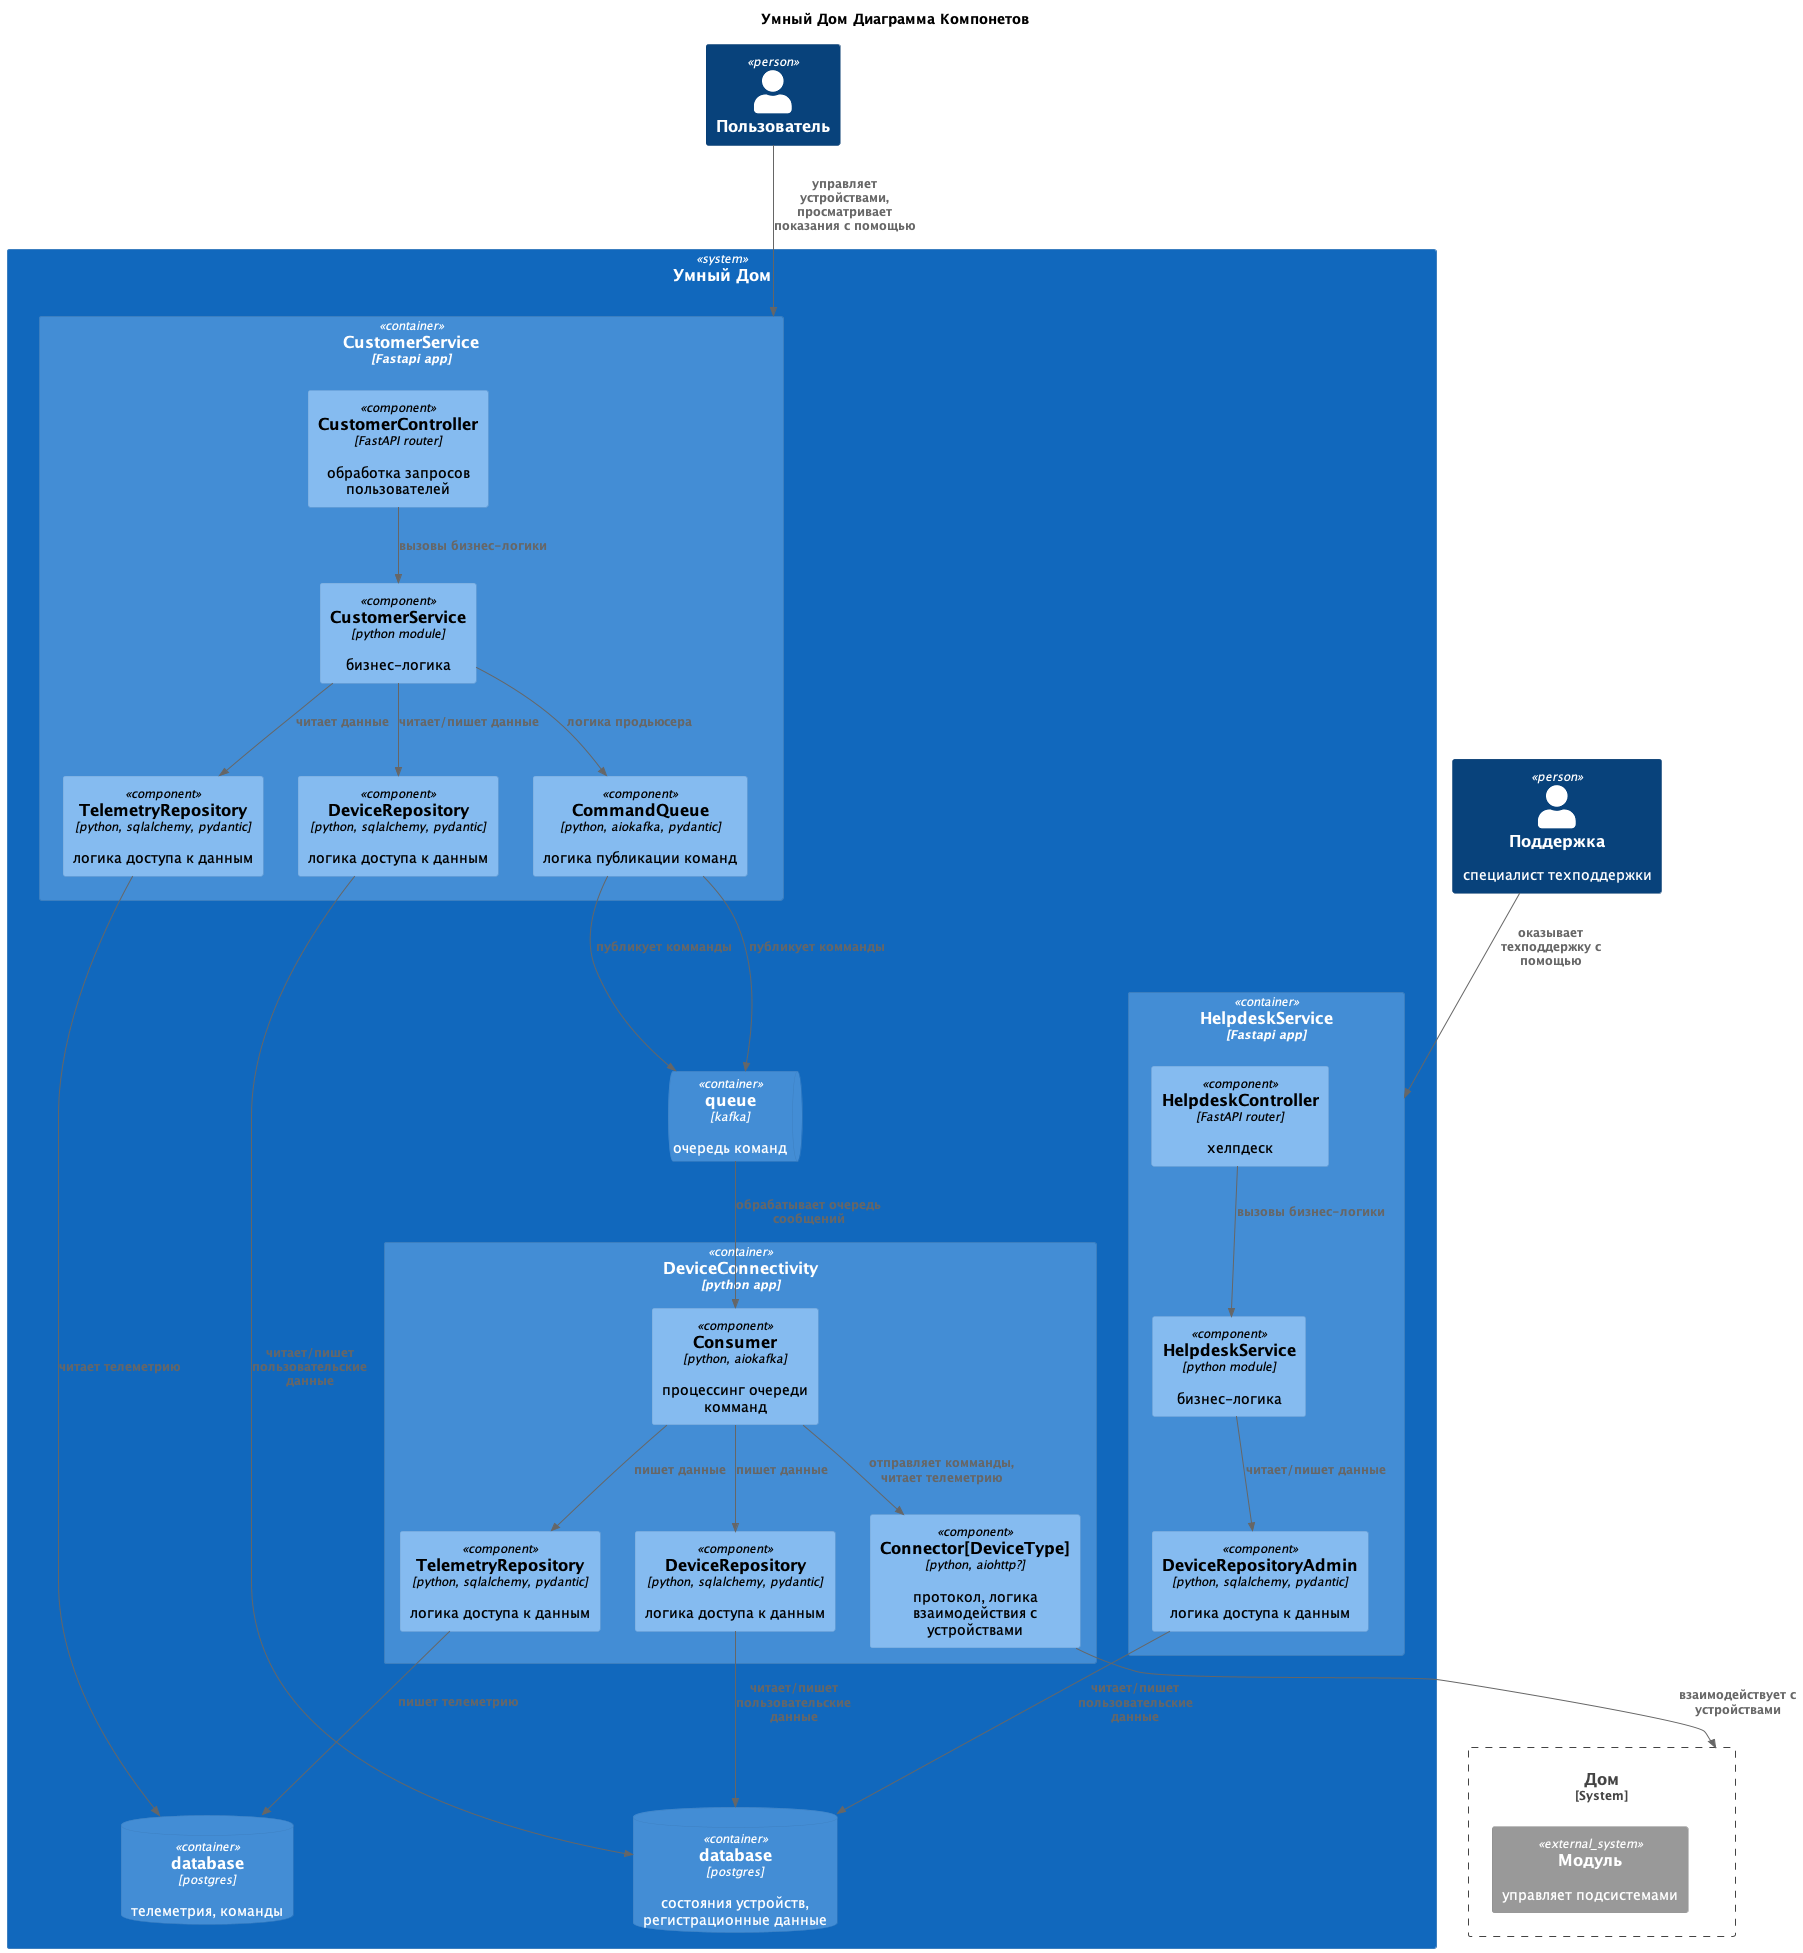 Умный Дом Диаграмма Компонетов
«person»
Пользователь
управляет
устройствами,
просматривает
показания с помощью
«system»
Умный Дом
«container»
CustomerService
[Fastapi app]
«component»
CustomerController
[FastAPI router]
обработка запросов
пользователей
вызовы бизнес-логики
«component»
CustomerService
[python module]
бизнес-логика
читает данные
читает/пишет данные
логика продьюсера
«component»
TelemetryRepository
[python, sqlalchemy, pydantic]
логика доступа к данным
«component»
DeviceRepository
[python, sqlalchemy, pydantic]
логика доступа к данным
«component»
CommandQueue
[python, aiokafka, pydantic]
логика публикации команд
«person»
Поддержка
специалист техподдержки
публикует комманды
публикует комманды
оказывает
техподдержку с
помощью
«container»
queue
[kafka]
очередь команд
«container»
HelpdeskService
[Fastapi app]
«component»
HelpdeskController
[FastAPI router]
хелпдеск
вызовы бизнес-логики
обрабатывает очередь
сообщений
«container»
DeviceConnectivity
[python app]
«component»
Consumer
[python, aiokafka]
процессинг очереди
комманд
«component»
HelpdeskService
[python module]
бизнес-логика
читает телеметрию
читает/пишет
пользовательские
данные
пишет данные
пишет данные
отправляет комманды,
читает телеметрию
читает/пишет данные
«component»
TelemetryRepository
[python, sqlalchemy, pydantic]
логика доступа к данным
«component»
DeviceRepository
[python, sqlalchemy, pydantic]
логика доступа к данным
«component»
Connector[DeviceType]
[python, aiohttp?]
протокол, логика
взаимодействия с
устройствами
«component»
DeviceRepositoryAdmin
[python, sqlalchemy, pydantic]
логика доступа к данным
пишет телеметрию
читает/пишет
пользовательские
данные
читает/пишет
пользовательские
данные
взаимодействует с
устройствами
«container»
database
[postgres]
телеметрия, команды
«container»
database
[postgres]
состояния устройств,
регистрационные данные
Дом
[System]
«external_system»
Модуль
управляет подсистемами